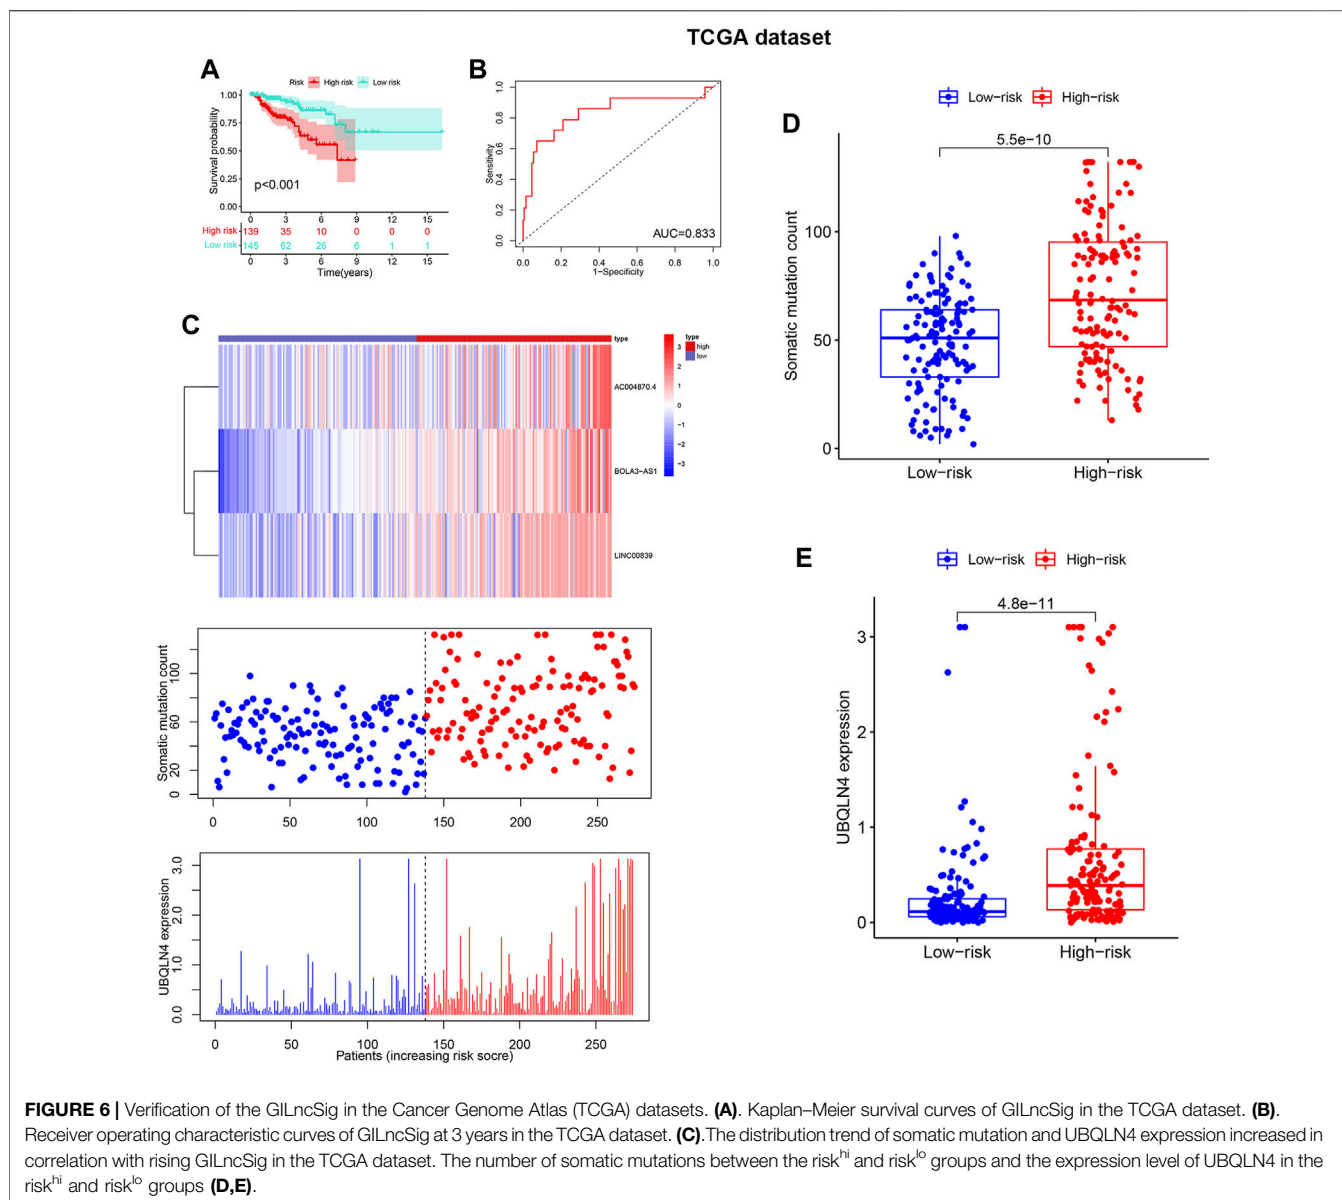 TCGA dataset
A
Risk High risk Low risk
Survival probability
1.00
0.75
0.50
0.25
0.00
p<0.001
0 3 6 9 12 15
High risk 139 35 10 0 0 0
Low risk 145 62 26 6 1 1
0 3 6 9 12 15
Time(years)
B
Sensitivity
1.0
0.8
0.6
0.4
0.2
0.0
AUC=0.833
0.0 0.2 0.4 0.6 0.8 1.0
1−Specificity
C
type
AC004870.4
BOLA3−AS1
LINC00839
3
2
1
0
−1
−2
−3
type
high
low
Somatic mutation count
100
60
20
0
0 50 100 150 200 250
UBQLN4 expression
3.0
2.0
1.0
0.0
0 50 100 150 200 250
Patients (increasing risk socre)
D
Low−risk High−risk
5.5e−10
Somatic mutation count
100
50
0
Low−risk High−risk
E
Low−risk High−risk
4.8e−11
UBQLN4 expression
3
2
1
0
Low−risk High−risk
FIGURE 6 | Verification of the GILncSig in the Cancer Genome Atlas (TCGA) datasets. (A). Kaplan–Meier survival curves of GILncSig in the TCGA dataset. (B).
Receiver operating characteristic curves of GILncSig at 3 years in the TCGA dataset. (C).The distribution trend of somatic mutation and UBQLN4 expression increased in
correlation with rising GILncSig in the TCGA dataset. The number of somatic mutations between the risk^hi and risk^lo groups and the expression level of UBQLN4 in the
risk^hi and risk^lo groups (D,E).